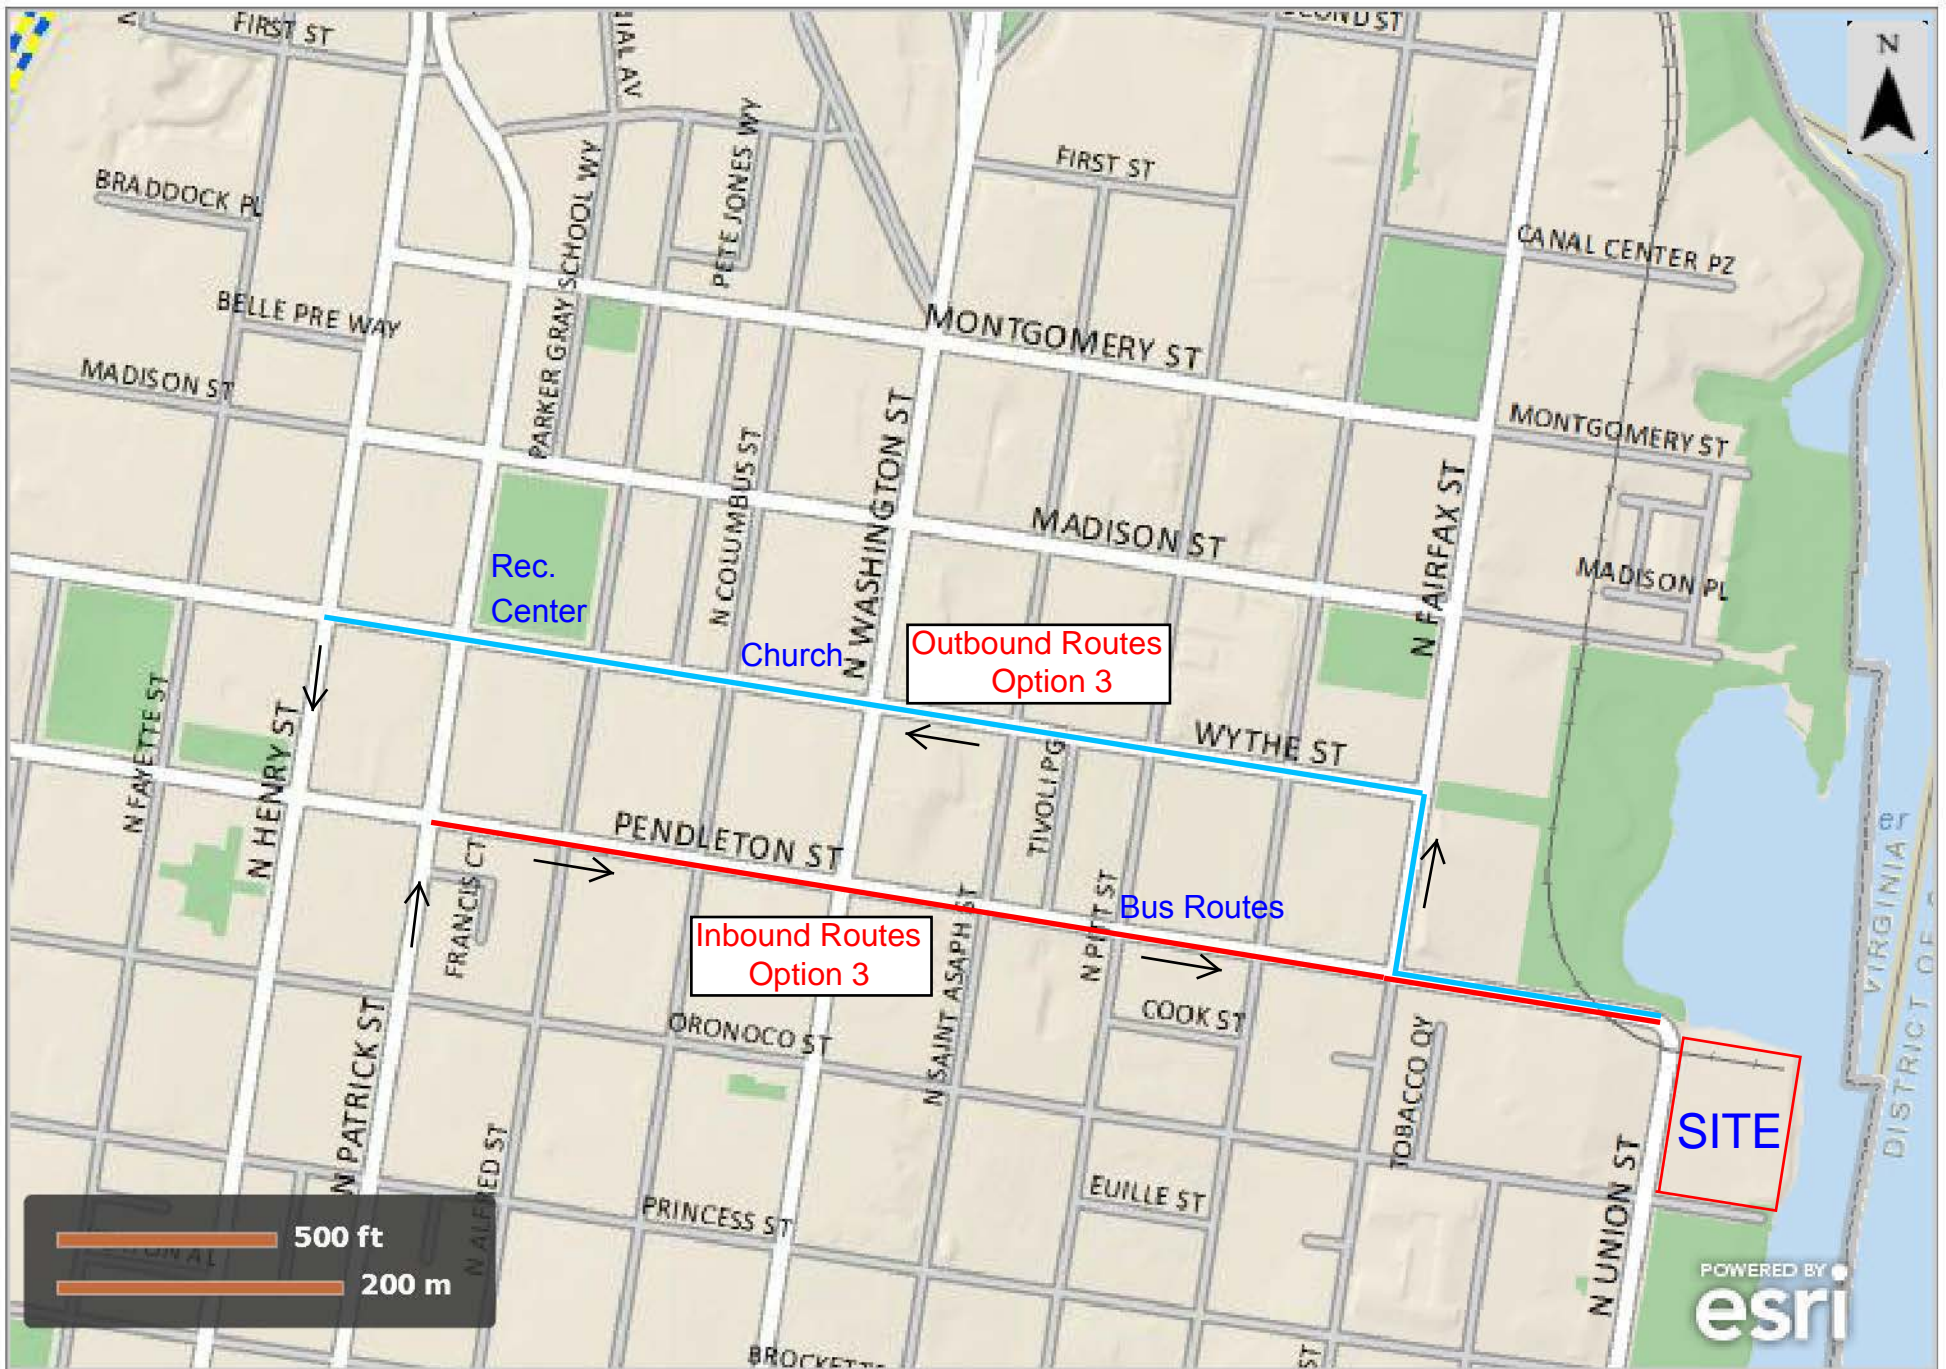 FIRST ST
IAL AV
N
BRADDOCK PL
PARKER GRAY SCHOOL WY
PETE JONES WY
FIRST ST
CANAL CENTER PZ
BELLE PRE WAY
MONTGOMERY ST
MADISON ST
MONTGOMERY ST
N COLUMBUS ST
N WASHINGTON ST
N FAIRFAX ST
MADISON ST
MADISON PL
Rec.
Center
Church
Outbound Routes
Option 3
N FAYETTE ST
N HENRY ST
WYTHE ST
TIVOLI PG
PENDLETON ST
er
VIRGINIA
DISTRICT OF
FRANCIS CT
N PITT ST
Bus Routes
Inbound Routes
Option 3
N SAINT ASAPH ST
N PATRICK ST
ORONOCO ST
COOK ST
TOBACCO QY
SITE
N ALFRED ST
N UNION ST
EUILLE ST
PRINCESS ST
500 ft
200 m
POWERED BY
esri
ST